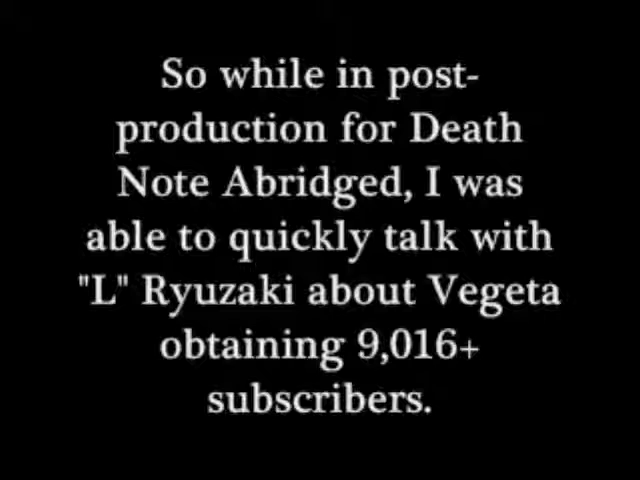 So while in post-
production for Death
Note Abridged, I was
able to quickly talk with
"L" Ryuzaki about Vegeta
obtaining 9,016+
subscribers.